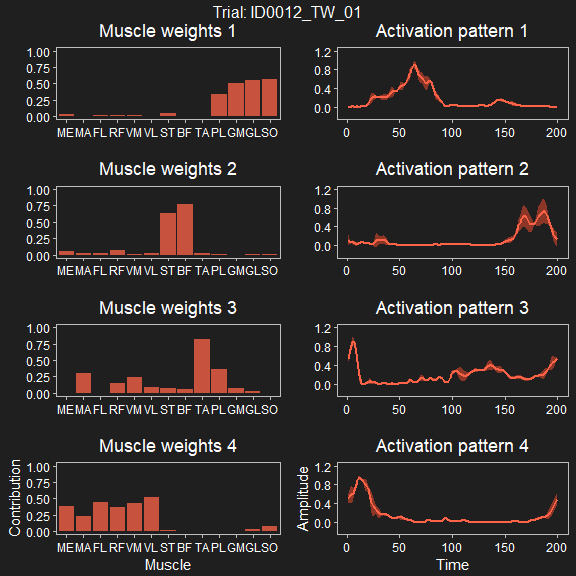 Trial: ID0012_TW_01
Muscle weights 1
Activation pattern 1
1.00
0.75
0.50
0.25
0.00
ME MA FL RF VM VL ST BF TA PL GM GL SO
1.2
0.8
0.4
0.0
0 50 100 150 200
Muscle weights 2
Activation pattern 2
1.00
0.75
0.50
0.25
0.00
ME MA FL RF VM VL ST BF TA PL GM GL SO
1.2
0.8
0.4
0.0
0 50 100 150 200
Muscle weights 3
Activation pattern 3
1.00
0.75
0.50
0.25
0.00
ME MA FL RF VM VL ST BF TA PL GM GL SO
1.2
0.8
0.4
0.0
0 50 100 150 200
Muscle weights 4
Activation pattern 4
Contribution
1.00
0.75
0.50
0.25
0.00
ME MA FL RF VM VL ST BF TA PL GM GL SO
Muscle
Amplitude
1.2
0.8
0.4
0.0
0 50 100 150 200
Time